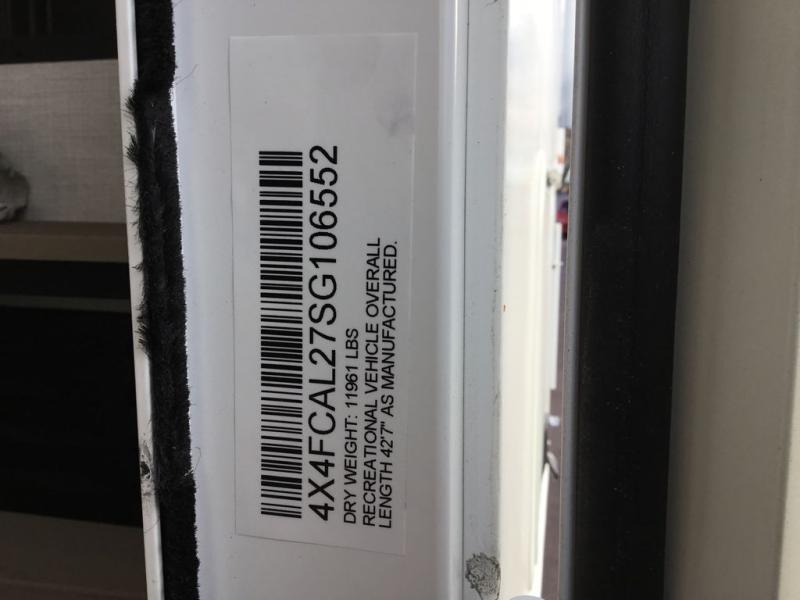 4X4FCAL27SG106552
DRY WEIGHT: 11961 LBS
RECREATIONAL VEHICLE OVERALL
LENGTH 42'7" AS MANUFACTURED.